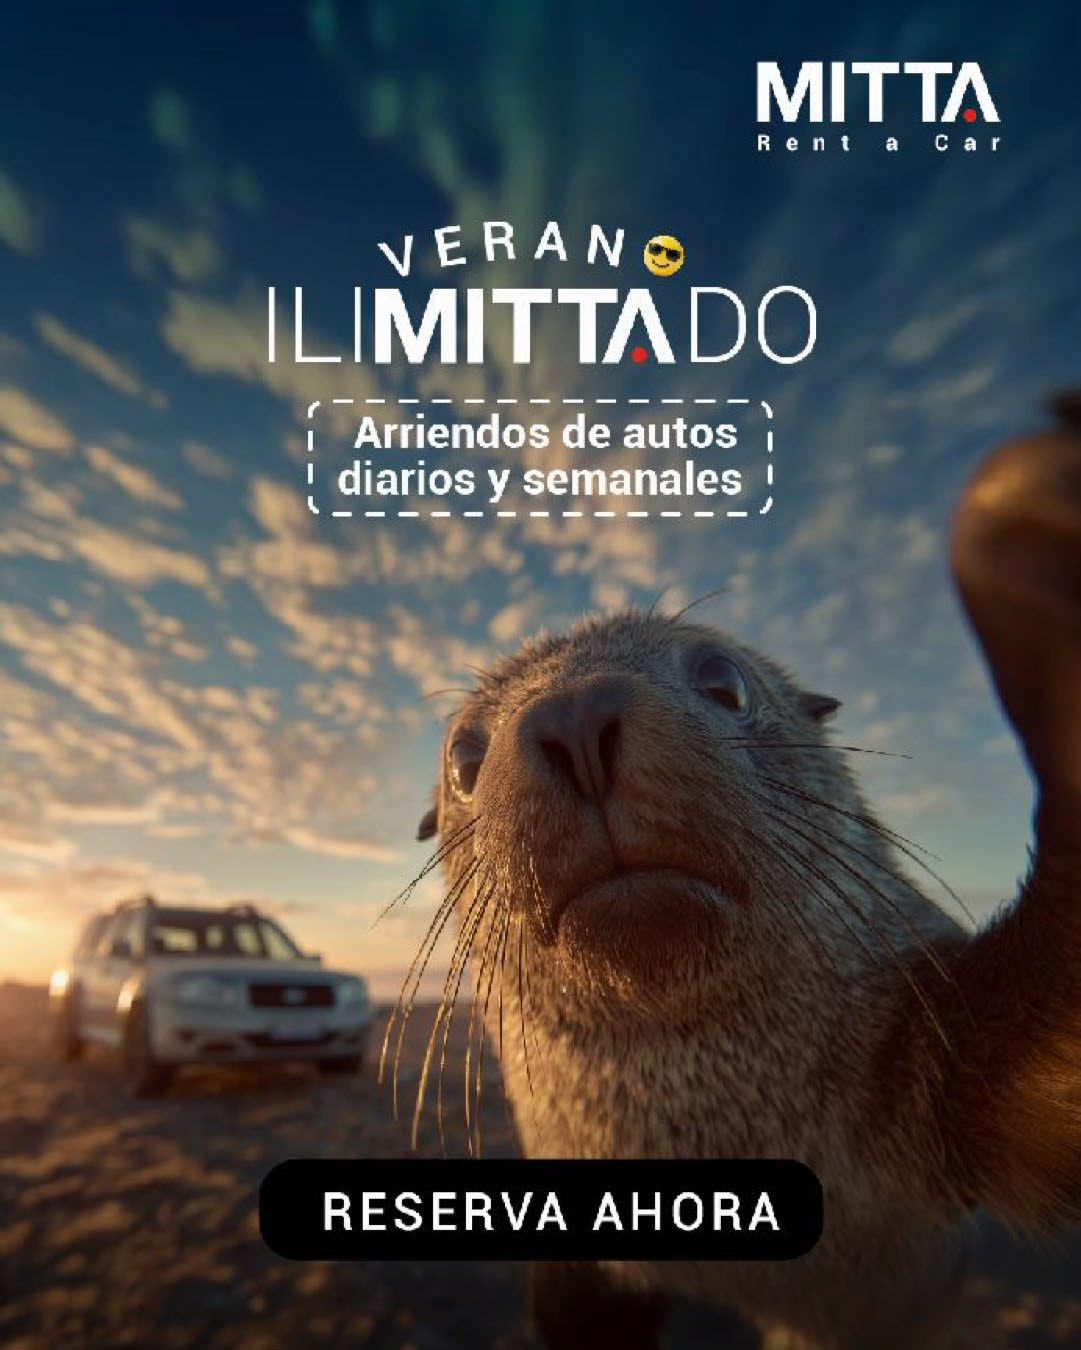 MITTA
Rent a Car
VERANO
ILIMITTADO
Arriendos de autos
diarios y semanales
RESERVA AHORA